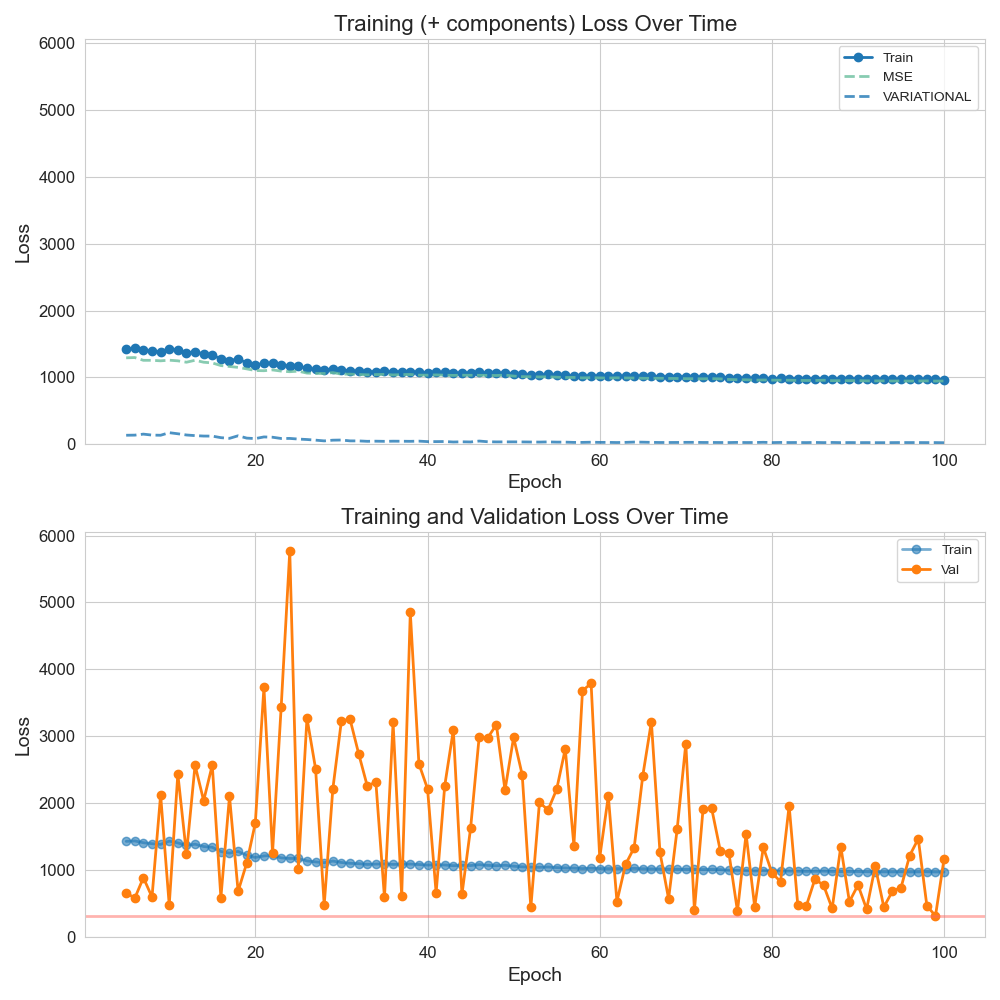 Training (+ components) Loss Over Time
6000
5000
4000
3000
2000
1000
0
Loss
Train
MSE
VARIATIONAL
20
40
60
80
100
Epoch
Training and Validation Loss Over Time
6000
5000
4000
3000
2000
1000
0
Loss
Train
Val
20
40
60
80
100
Epoch